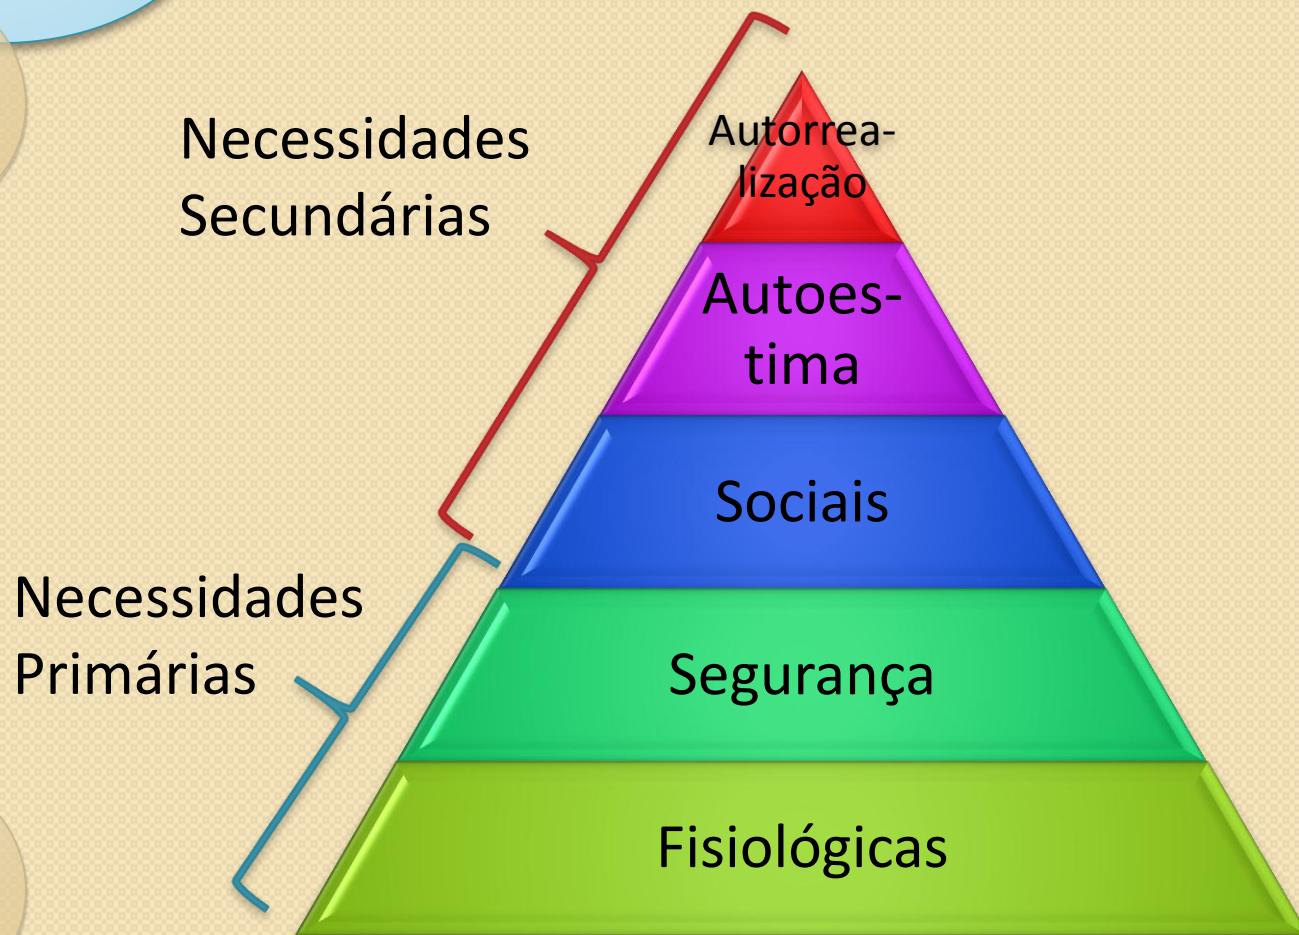 Necessidades
Secundárias
Autorrea-
lização
Autoes-
tima
Sociais
Necessidades
Primárias
Segurança
Fisiológicas